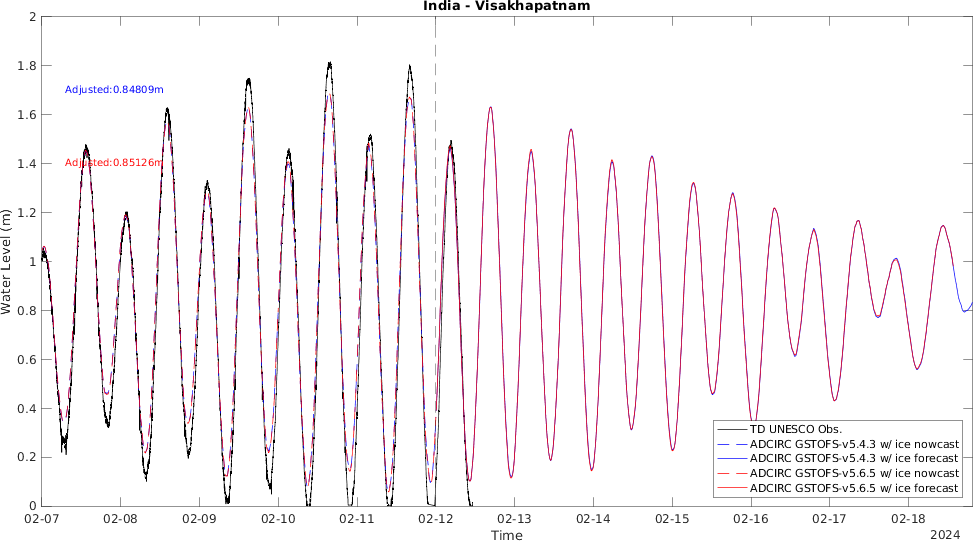 India - Visakhapatnam
Water Level (m)
2
1.8
1.6
1.4
1.2
1
0.8
0.6
0.4
0.2
0
Adjusted:0.84809m
Adjusted:0.85126m
TD UNESCO Obs.
ADCIRC GSTOFS-v5.4.3 w/ ice nowcast
ADCIRC GSTOFS-v5.4.3 w/ ice forecast
ADCIRC GSTOFS-v5.6.5 w/ ice nowcast
ADCIRC GSTOFS-v5.6.5 w/ ice forecast
02-07 02-08 02-09 02-10 02-11 02-12 02-13 02-14 02-15 02-16 02-17 02-18
Time
2024